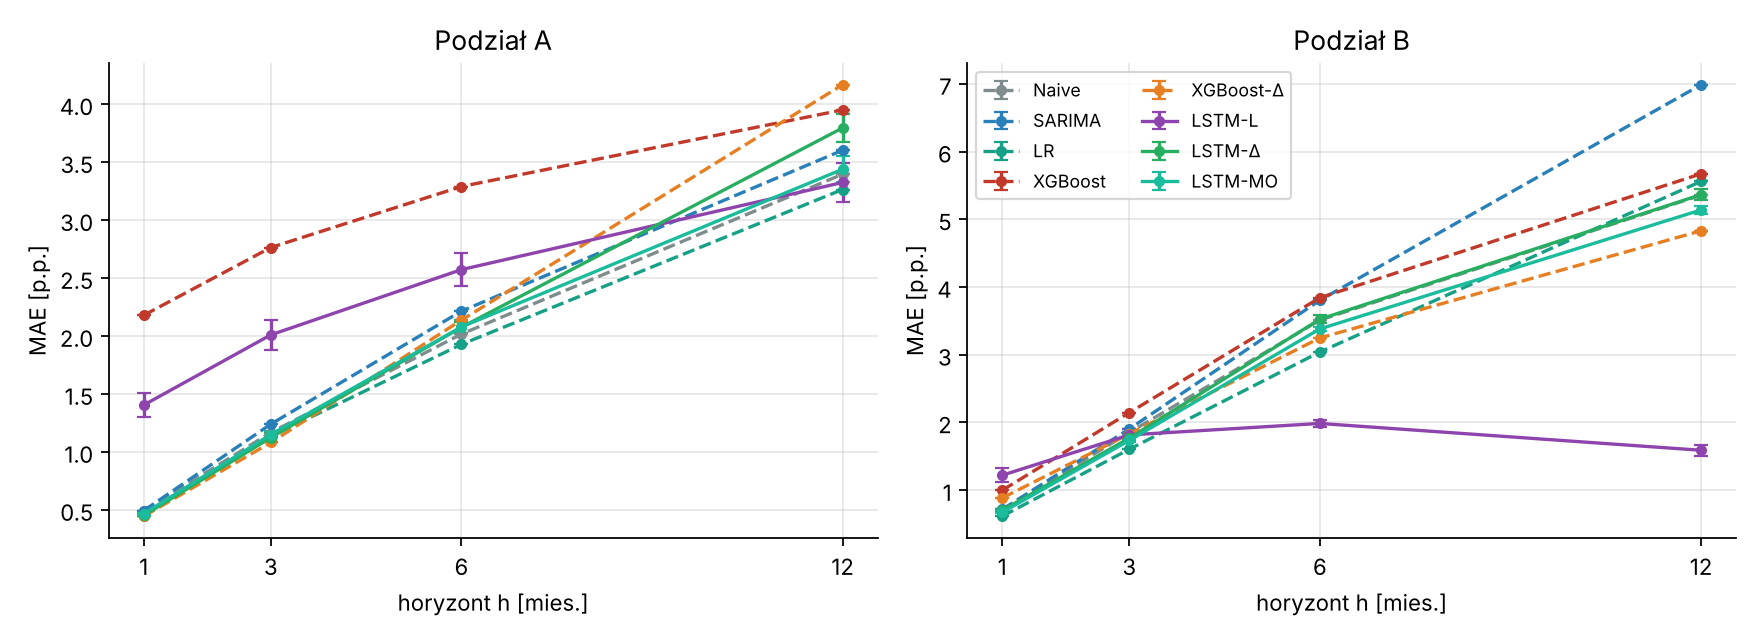 Podział A
4.0
3.5
3.0
2.5
2.0
1.5
1.0
0.5
MAE [p.p.]
1 3 6 12
horyzont h [mies.]
Podział B
7
6
5
4
3
2
1
MAE [p.p.]
Naive
SARIMA
LR
XGBoost
XGBoost-Δ
LSTM-L
LSTM-Δ
LSTM-MO
1 3 6 12
horyzont h [mies.]